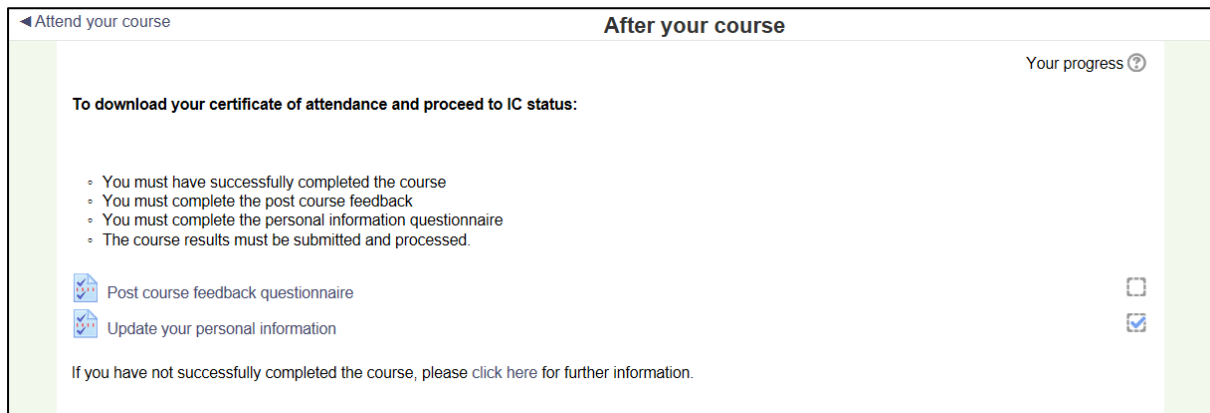 Attend your course
After your course
Your progress
To download your certificate of attendance and proceed to IC status:
You must have successfully completed the course
You must complete the post course feedback
You must complete the personal information questionnaire
The course results must be submitted and processed.
Post course feedback questionnaire
Update your personal information
If you have not successfully completed the course, please click here for further information.